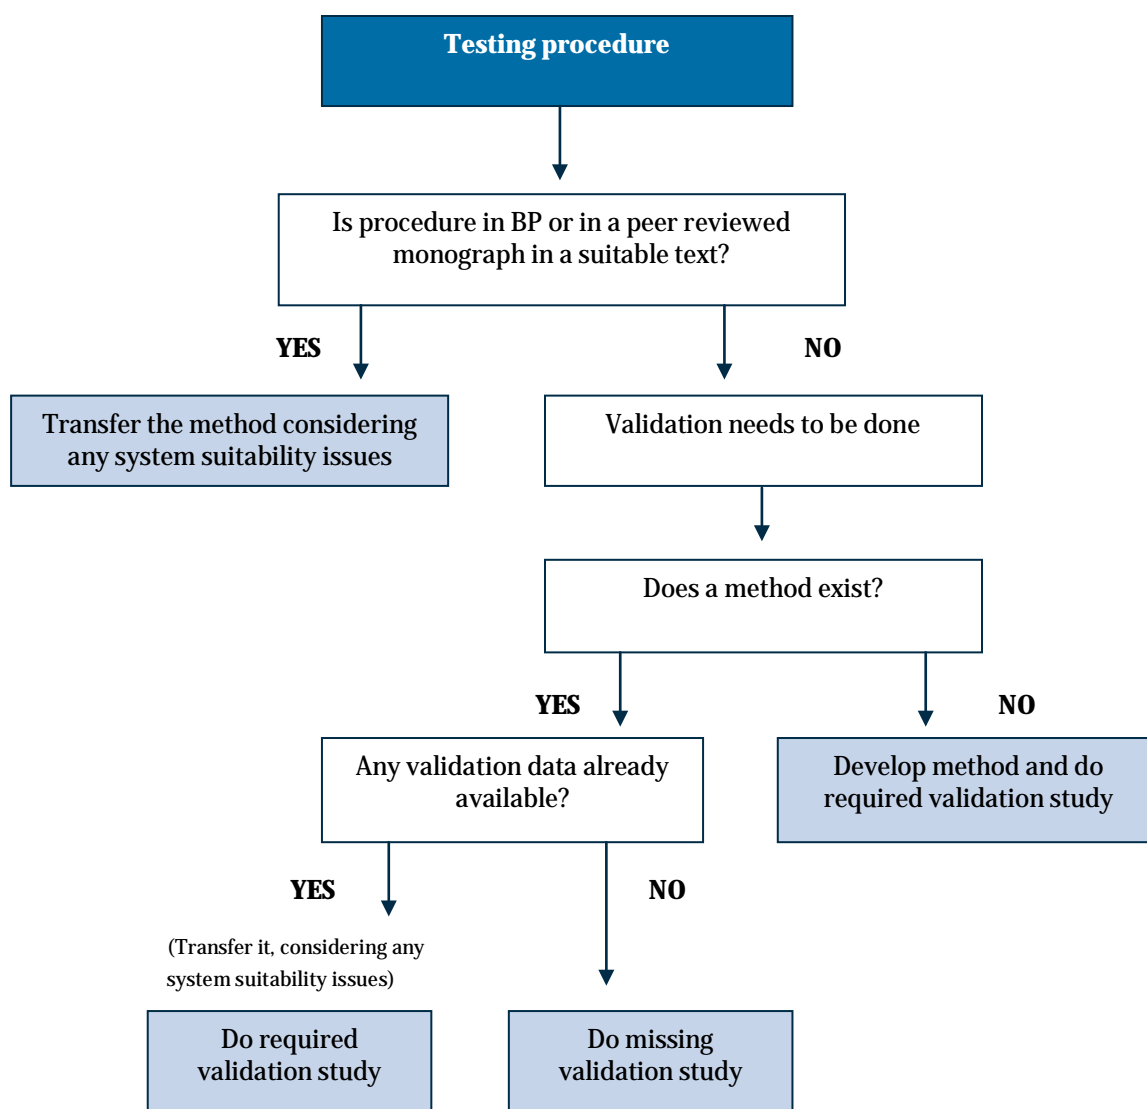 Testing procedure
Is procedure in BP or in a peer reviewed
monograph in a suitable text?
YES
NO
Transfer the method considering
any system suitability issues
Validation needs to be done
Does a method exist?
YES
NO
Any validation data already
available?
Develop method and do
required validation study
YES
NO
(Transfer it, considering any
system suitability issues)
Do required
validation study
Do missing
validation study